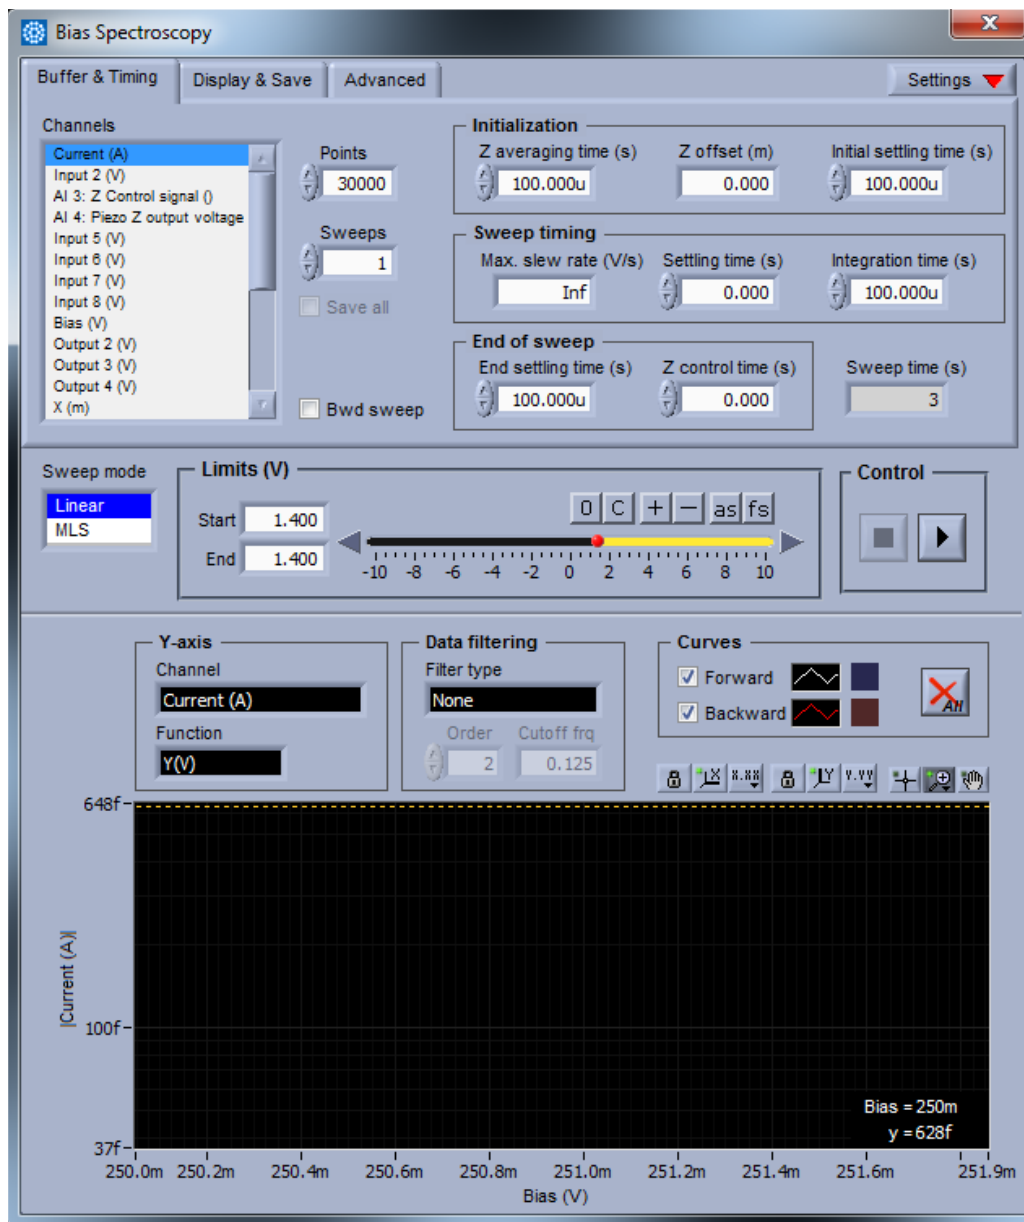 Bias Spectroscopy
Buffer & Timing Display & Save Advanced Settings
Channels
Current (A)
Input 2 (V)
AI 3: Z Control signal ()
AI 4: Piezo Z output voltage
Input 5 (V)
Input 6 (V)
Input 7 (V)
Input 8 (V)
Bias (V)
Output 2 (V)
Output 3 (V)
Output 4 (V)
X (m)
Points
30000
Sweeps
1
Save all
Bwd sweep
Initialization
Z averaging time (s) Z offset (m) Initial settling time (s)
100.000u 0.000 100.000u
Sweep timing
Max. slew rate (V/s) Settling time (s) Integration time (s)
Inf 0.000 100.000u
End of sweep
End settling time (s) Z control time (s) Sweep time (s)
100.000u 0.000 3
Sweep mode
Linear
MLS
Limits (V)
Start 1.400
End 1.400
0 C + − as fs
-10 -8 -6 -4 -2 0 2 4 6 8 10
Control
Y-axis
Channel
Current (A)
Function
Y(V)
Data filtering
Filter type
None
Order Cutoff frq
2 0.125
Curves
Forward
Backward
All
X X.XX Y Y.YY
648f
100f
37f
|Current (A)|
Bias = 250m
y = 628f
250.0m 250.2m 250.4m 250.6m 250.8m 251.0m 251.2m 251.4m 251.6m 251.9m
Bias (V)